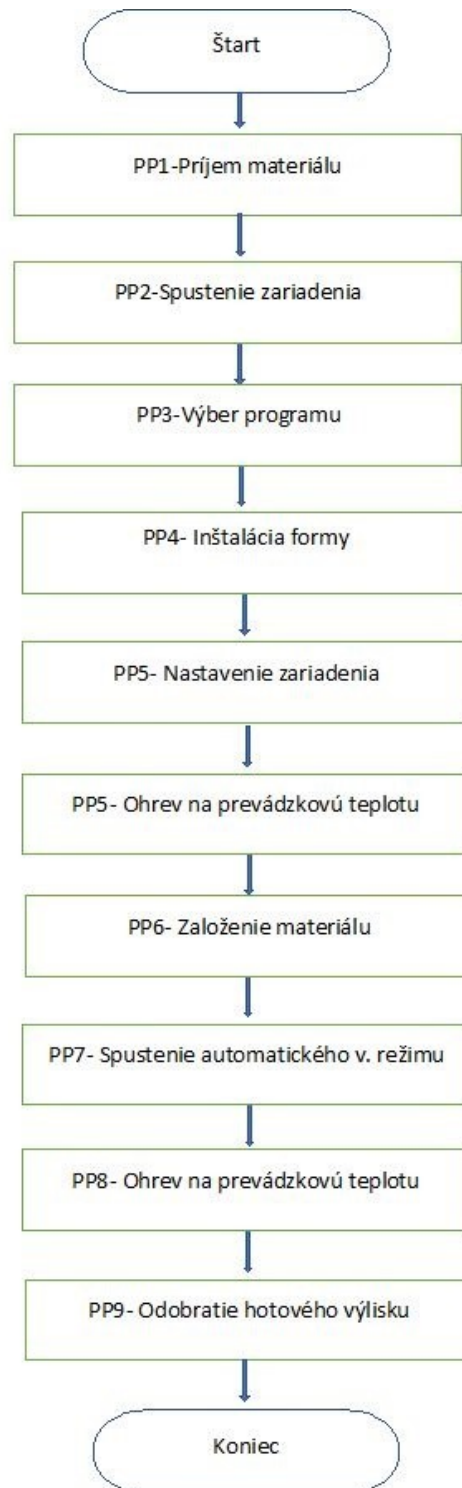 Štart
PP1-Príjem materiálu
PP2-Spustenie zariadenia
PP3-Výber programu
PP4- Inštalácia formy
PP5- Nastavenie zariadenia
PP5- Ohrev na prevádzkovú teplotu
PP6- Založenie materiálu
PP7- Spustenie automatického v. režimu
PP8- Ohrev na prevádzkovú teplotu
PP9- Odobratie hotového výlisku
Koniec